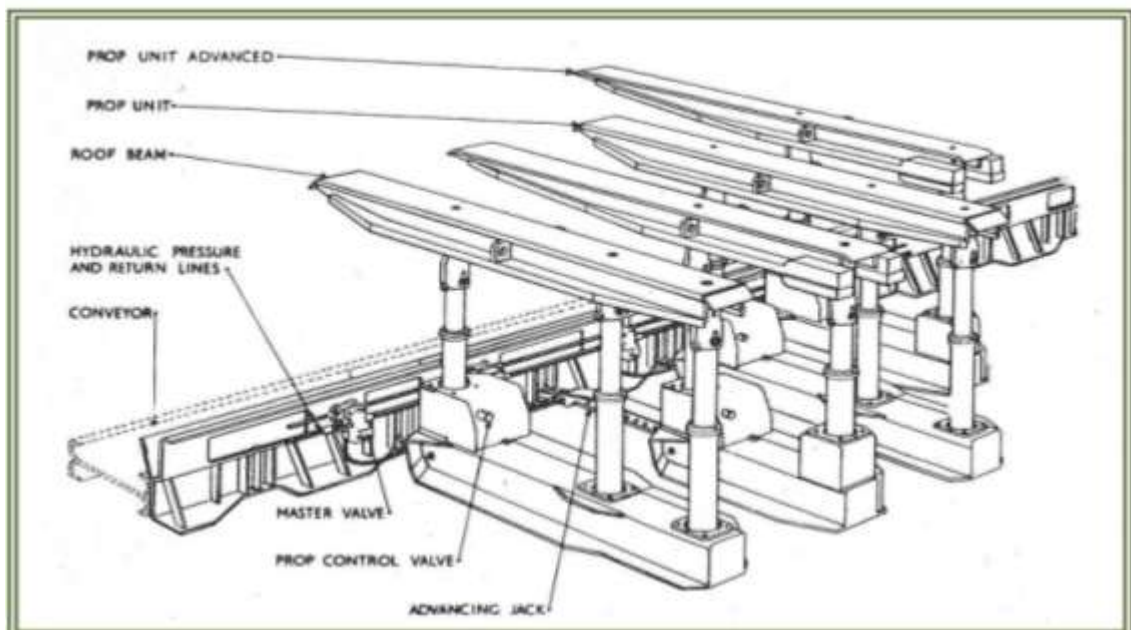 PROP UNIT ADVANCED
PROP UNIT
ROOF BEAM
HYDRAULIC PRESSURE
AND RETURN LINES
CONVEYOR
MASTER VALVE
PROP CONTROL VALVE
ADVANCING JACK